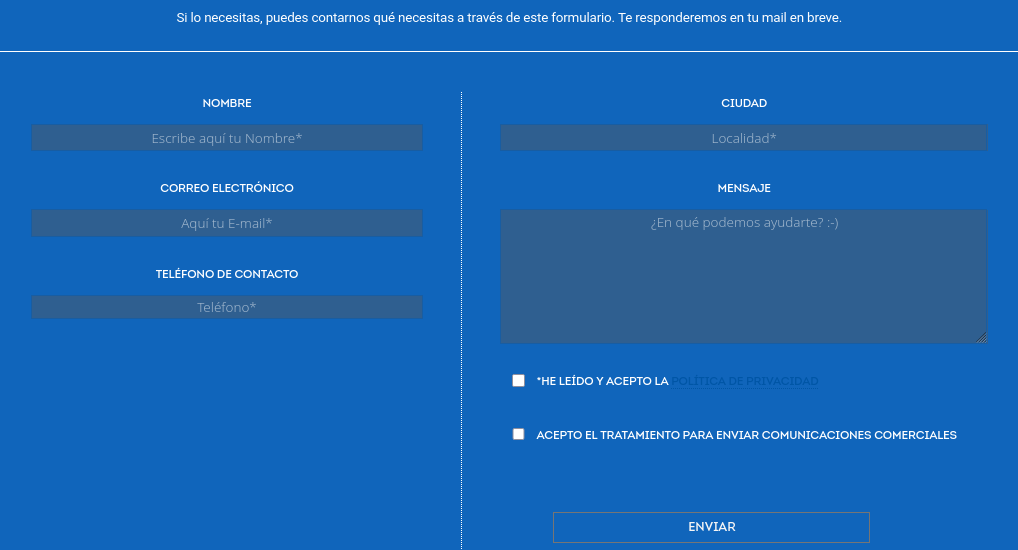 Si lo necesitas, puedes contarnos qué necesitas a través de este formulario. Te responderemos en tu mail en breve.
NOMBRE
Escribe aquí tu Nombre*
CORREO ELECTRÓNICO
Aquí tu E-mail*
TELÉFONO DE CONTACTO
Teléfono*
CIUDAD
Localidad*
MENSAJE
¿En qué podemos ayudarte? :-)
*HE LEÍDO Y ACEPTO LA POLÍTICA DE PRIVACIDAD
ACEPTO EL TRATAMIENTO PARA ENVIAR COMUNICACIONES COMERCIALES
ENVIAR